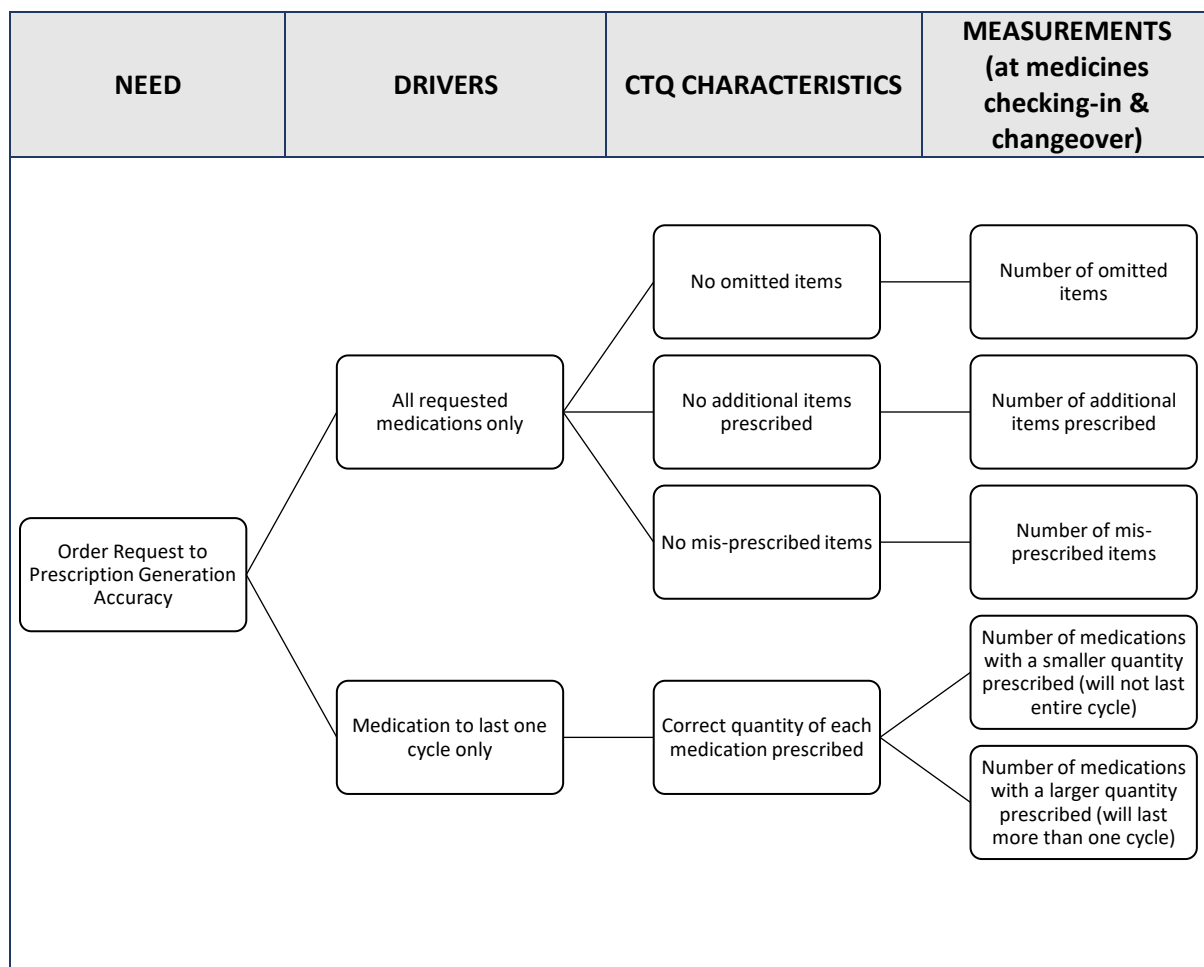 NEED
DRIVERS
CTQ CHARACTERISTICS
MEASUREMENTS
(at medicines
checking-in &
changeover)
Order Request to
Prescription Generation
Accuracy
All requested
medications only
Medication to last one
cycle only
No omitted items
No additional items
prescribed
No mis-prescribed items
Correct quantity of each
medication prescribed
Number of omitted
items
Number of additional
items prescribed
Number of mis-
prescribed items
Number of medications
with a smaller quantity
prescribed (will not last
entire cycle)
Number of medications
with a larger quantity
prescribed (will last
more than one cycle)